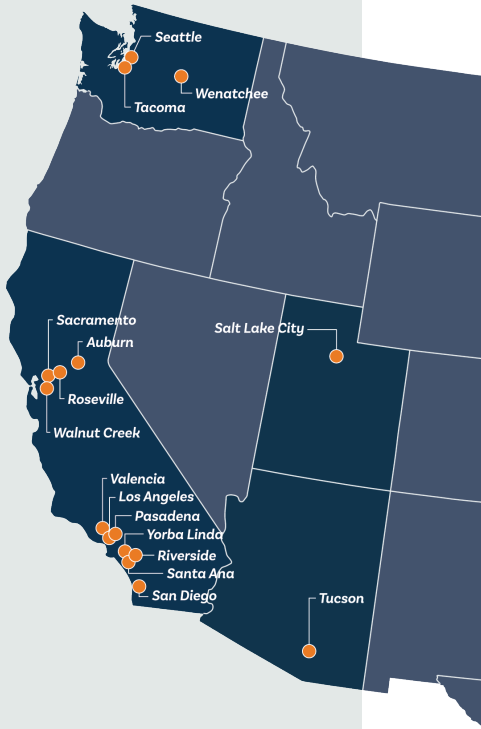 Seattle
Wenatchee
Tacoma
Sacramento
Auburn
Salt Lake City
Roseville
Walnut Creek
Valencia
Los Angeles
Pasadena
Yorba Linda
Riverside
Santa Ana
San Diego
Tucson